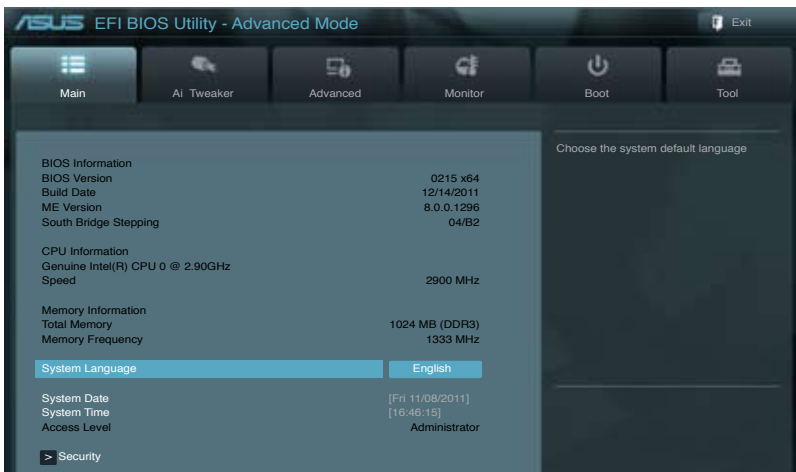 ASUS EFI BIOS Utility - Advanced Mode
Exit
Main
Ai Tweaker
Advanced
Monitor
Boot
Tool
Choose the system default language
BIOS Information
BIOS Version 0215 x64
Build Date 12/14/2011
ME Version 8.0.0.1296
South Bridge Stepping 04/B2
CPU Information
Genuine Intel(R) CPU 0 @ 2.90GHz
Speed 2900 MHz
Memory Information
Total Memory 1024 MB (DDR3)
Memory Frequency 1333 MHz
System Language English
System Date [Fri 11/08/2011]
System Time [16:46:15]
Access Level Administrator
> Security